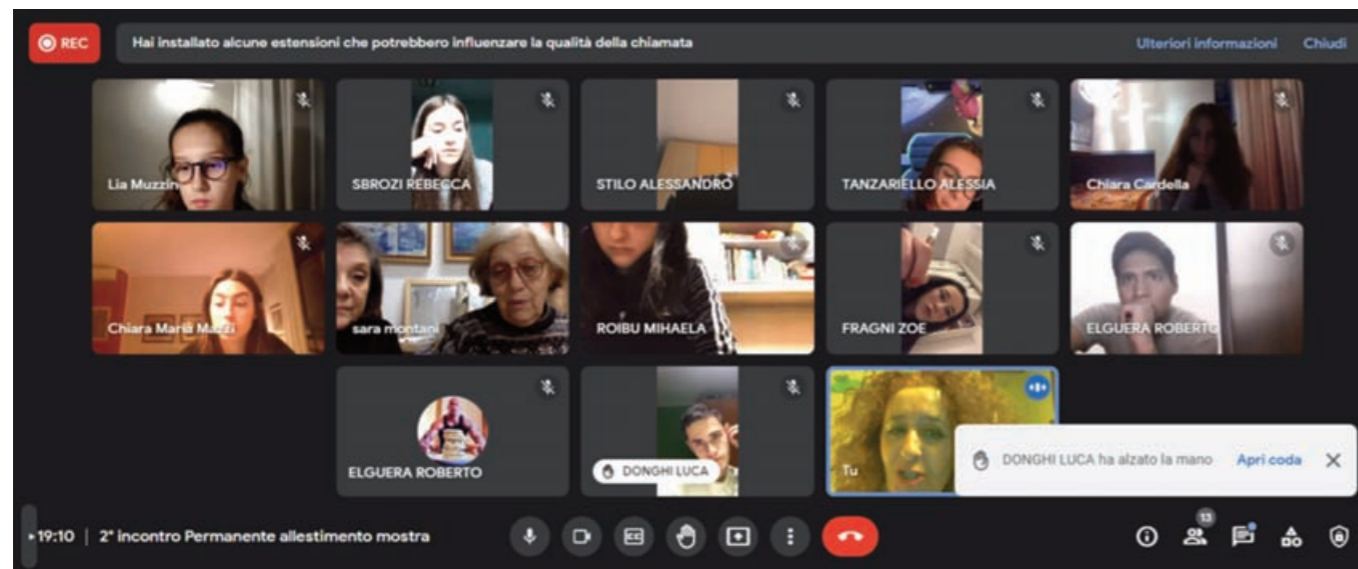 REC
Hai installato alcune estensioni che potrebbero influenzare la qualità della chiamata
Ulteriori informazioni
Chiudi
Lia Muzzin
SBROZI REBECCA
STILO ALESSANDRO
TANZARIELLO ALESSIA
Chiara Cardella
Chiara Maria Mazzi
sara montani
ROIBU MIHAELA
FRAGNI ZOE
ELGUERA ROBERTO
ELGUERA ROBERTO
DONGHI LUCA
Tu
DONGHI LUCA ha alzato la mano
Apri coda
13
19:10 | 2° incontro Permanente allestimento mostra